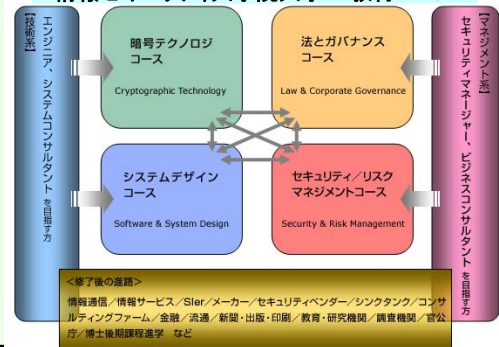 【技術系】
エンジニア、システムコンサルタント を目指す方
暗号テクノロジ
コース
Cryptographic Technology
法とガバナンス
コース
Law & Corporate Governance
システムデザイン
コース
Software & System Design
セキュリティ／リスク
マネジメントコース
Security & Risk Management
【マネジメント系】
セキュリティマネージャー、ビジネスコンサルタント を目指す方
<修了後の進路>
情報通信／情報サービス／SIer／メーカー／セキュリティベンダー／シンクタンク／コンサ
ルティングファーム／金融／流通／新聞・出版・印刷／教育・研究機関／調査機関／官公
庁／博士後期課程進学 など